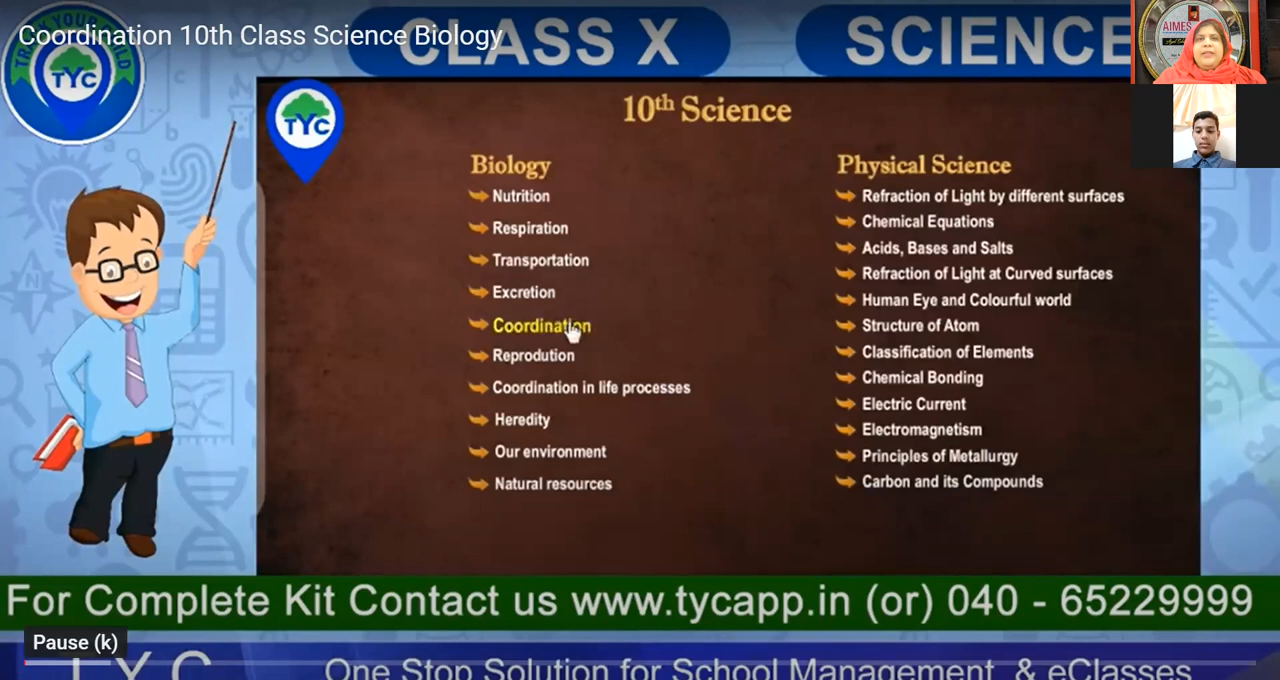 Coordination 10th Class Science Biology
CLASS X
SCIENCE
TRACK YOUR CHILD
TYC
TYC
AIMES
10th Science
Biology
Nutrition
Respiration
Transportation
Excretion
Coordination
Reprodution
Coordination in life processes
Heredity
Our environment
Natural resources
Physical Science
Refraction of Light by different surfaces
Chemical Equations
Acids, Bases and Salts
Refraction of Light at Curved surfaces
Human Eye and Colourful world
Structure of Atom
Classification of Elements
Chemical Bonding
Electric Current
Electromagnetism
Principles of Metallurgy
Carbon and its Compounds
For Complete Kit Contact us www.tycapp.in (or) 040 - 65229999
Pause (k)
TYC
One Stop Solution for School Management & eClasses